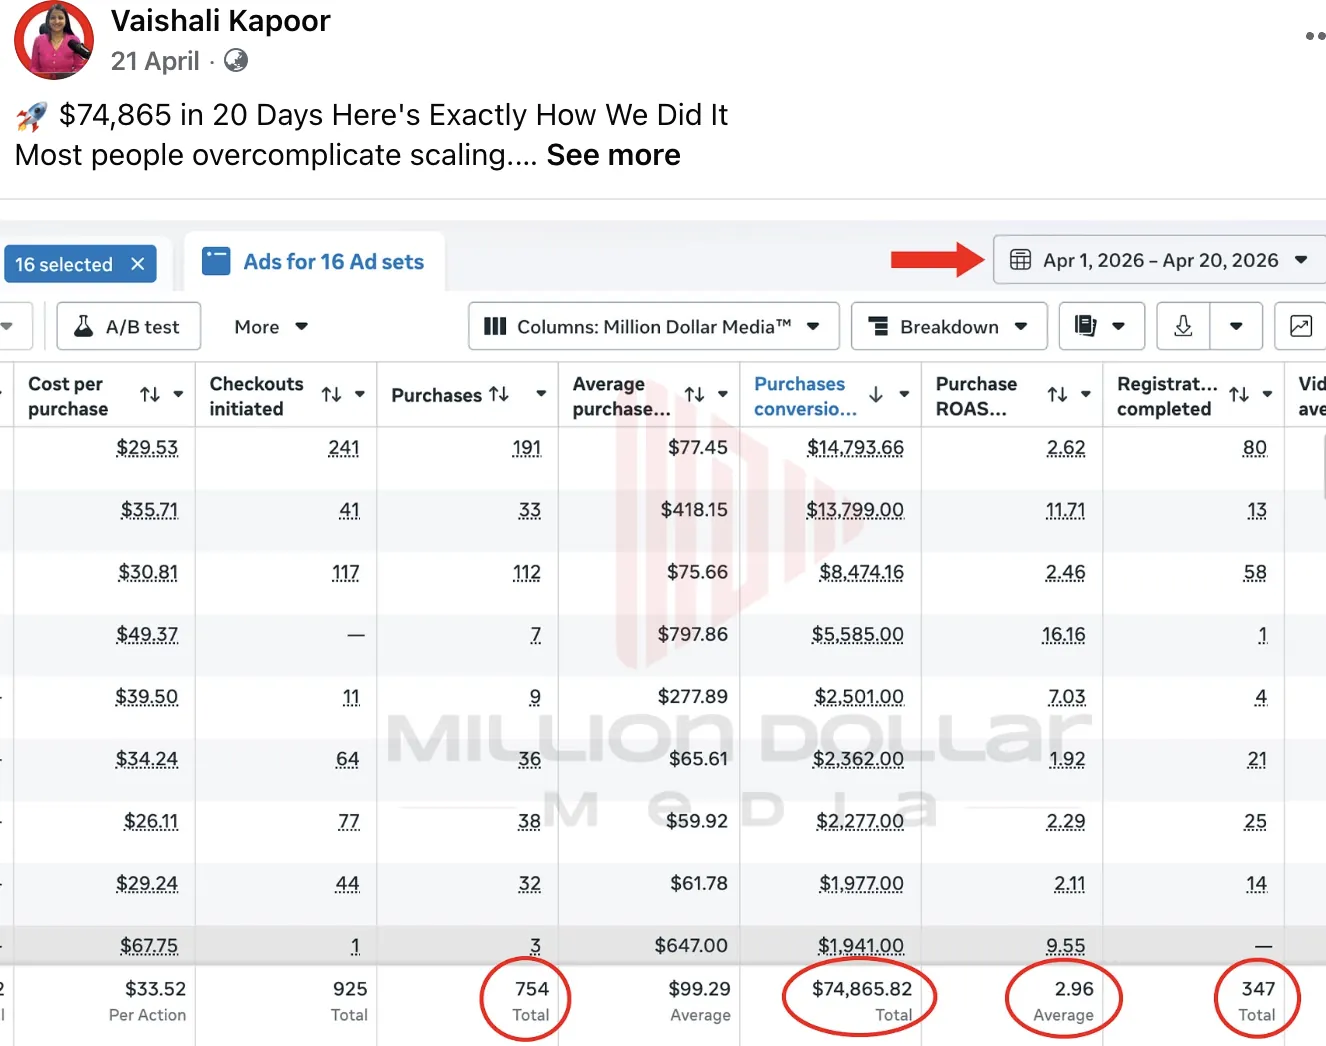 Vaishali Kapoor
21 April ·
🚀 $74,865 in 20 Days Here's Exactly How We Did It
Most people overcomplicate scaling.... See more
16 selected ×
Ads for 16 Ad sets
Apr 1, 2026 – Apr 20, 2026
A/B test
More
Columns: Million Dollar Media™
Breakdown
Cost per purchase
Checkouts initiated
Purchases
Average purchase...
Purchases conversio...
Purchase ROAS...
Registrat... completed
Vid
ave
$29.53 241 191 $77.45 $14,793.66 2.62 80
$35.71 41 33 $418.15 $13,799.00 11.71 13
$30.81 117 112 $75.66 $8,474.16 2.46 58
$49.37 — 7 $797.86 $5,585.00 16.16 1
$39.50 11 9 $277.89 $2,501.00 7.03 4
$34.24 64 36 $65.61 $2,362.00 1.92 21
$26.11 77 38 $59.92 $2,277.00 2.29 25
$29.24 44 32 $61.78 $1,977.00 2.11 14
$67.75 1 3 $647.00 $1,941.00 9.55 —
$33.52 925 754 $99.29 $74,865.82 2.96 347
Per Action Total Total Average Total Average Total
MILLION DOLLAR
MEDIA